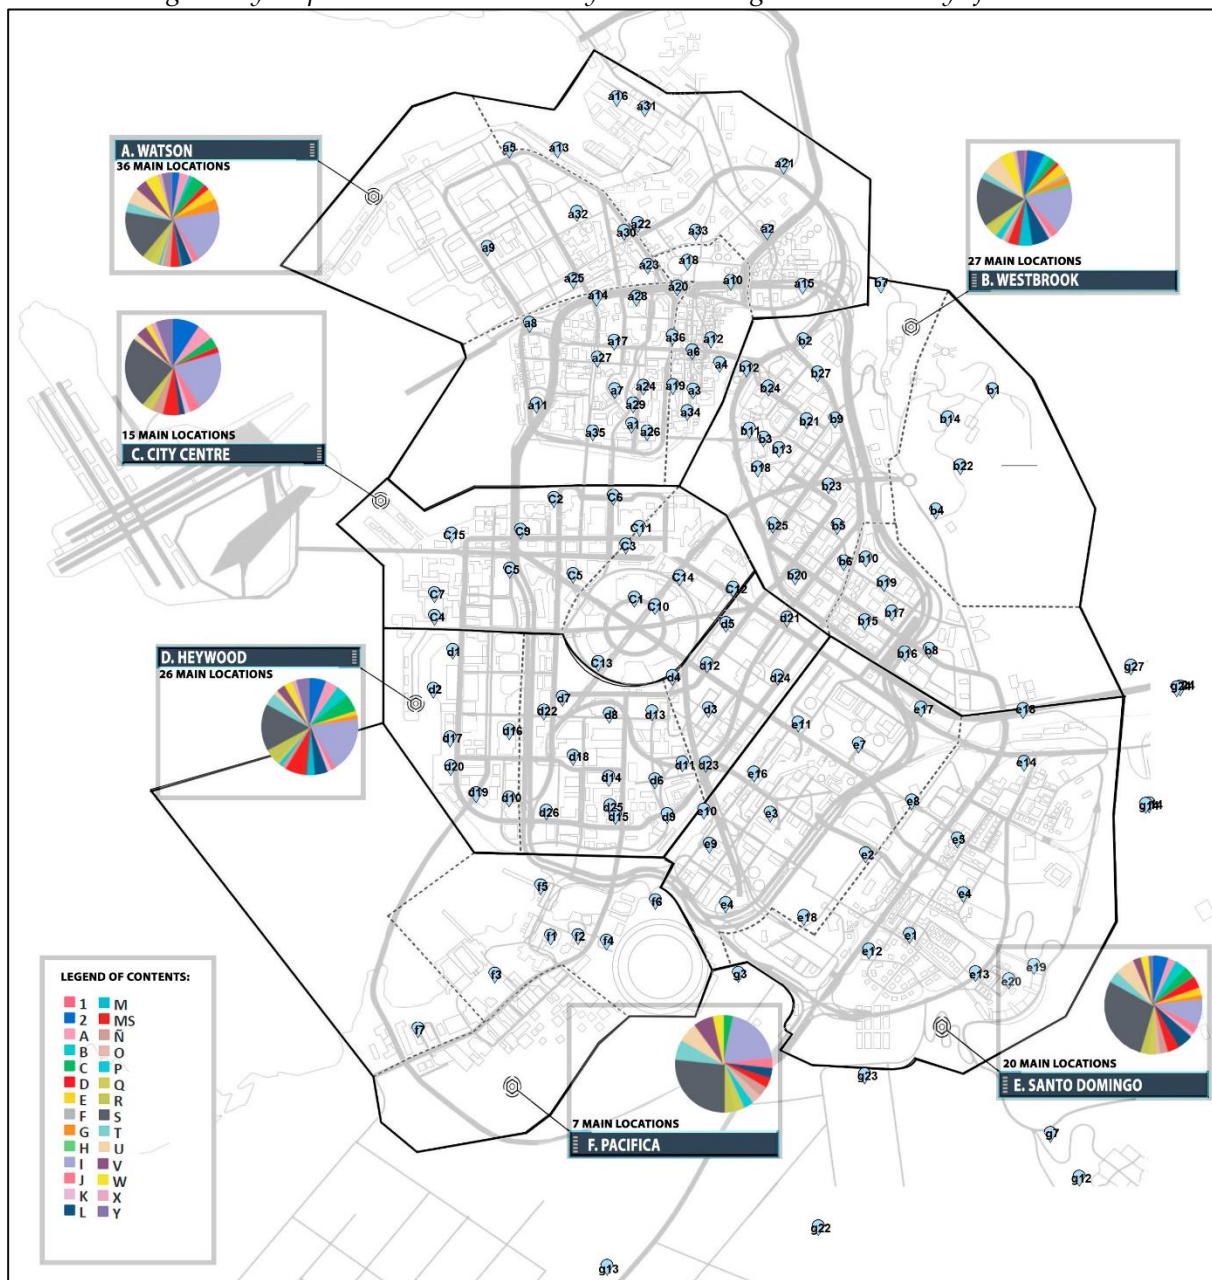 a16
a31
a5
a13
a21
A. WATSON
36 MAIN LOCATIONS
a32
a22
a30
a33
a2
a9
a23
a18
a25
a20
a10
a15
b7
a14
a28
27 MAIN LOCATIONS
B. WESTBROOK
a8
a17
a36
a12
b2
a6
a27
a4
b12
b27
a7
a24
a19
a3
b24
b1
a11
a29
a34
b21
b9
b14
a1
a35
a26
b11
b3
b13
15 MAIN LOCATIONS
C. CITY CENTRE
b18
b22
b23
C2
C6
b4
C15
C9
C11
b25
b5
C3
C5
C5
C14
b6
b10
b20
b19
C7
C1
C10
C12
C4
d5
d21
b15
b17
D. HEYWOOD
26 MAIN LOCATIONS
d1
C13
d12
b16
b8
d2
d4
d24
g27
d7
d22
d8
d13
d3
e17
e18
e11
d17
d16
e7
d18
d11
d23
e14
d20
d14
d6
e16
d19
d10
d26
d25
d15
d9
e10
e3
e8
e9
e2
e5
f5
f6
e4
e4
e18
f1
f2
f4
e1
e12
f3
g3
e13
e20
e19
f7
LEGEND OF CONTENTS:
1 M
2 MS
A Ñ
B O
C P
D Q
E R
F S
G T
H U
I V
J W
K X
L Y
7 MAIN LOCATIONS
F. PACIFICA
20 MAIN LOCATIONS
E. SANTO DOMINGO
g23
g7
g12
g22
g13